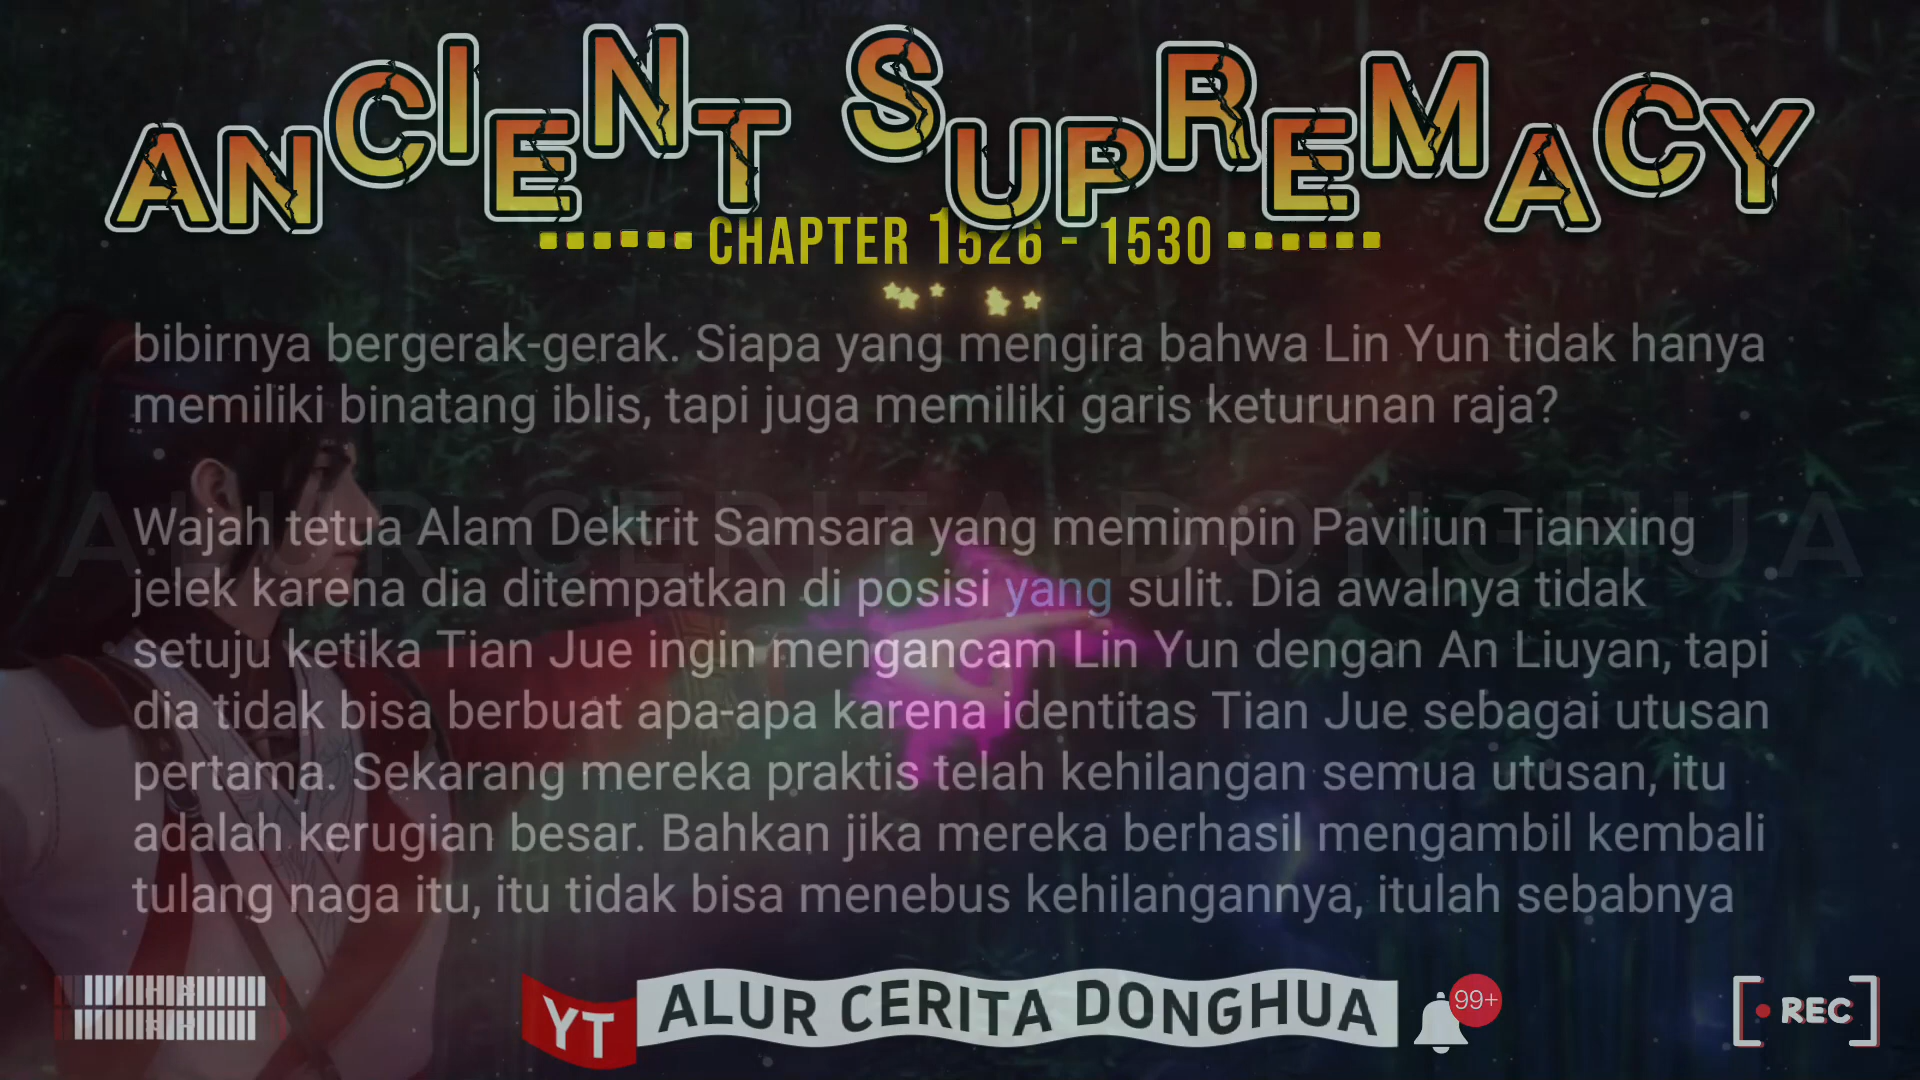 ANCIENT SUPREMACY
CHAPTER 1526 - 1530
bibirnya bergerak-gerak. Siapa yang mengira bahwa Lin Yun tidak hanya
memiliki binatang iblis, tapi juga memiliki garis keturunan raja?
ALUR CERITA DONGHUA
Wajah tetua Alam Dektrit Samsara yang memimpin Paviliun Tianxing
jelek karena dia ditempatkan di posisi yang sulit. Dia awalnya tidak
setuju ketika Tian Jue ingin mengancam Lin Yun dengan An Liuyan, tapi
dia tidak bisa berbuat apa-apa karena identitas Tian Jue sebagai utusan
pertama. Sekarang mereka praktis telah kehilangan semua utusan, itu
adalah kerugian besar. Bahkan jika mereka berhasil mengambil kembali
tulang naga itu, itu tidak bisa menebus kehilangannya, itulah sebabnya
YT ALUR CERITA DONGHUA 99+
REC